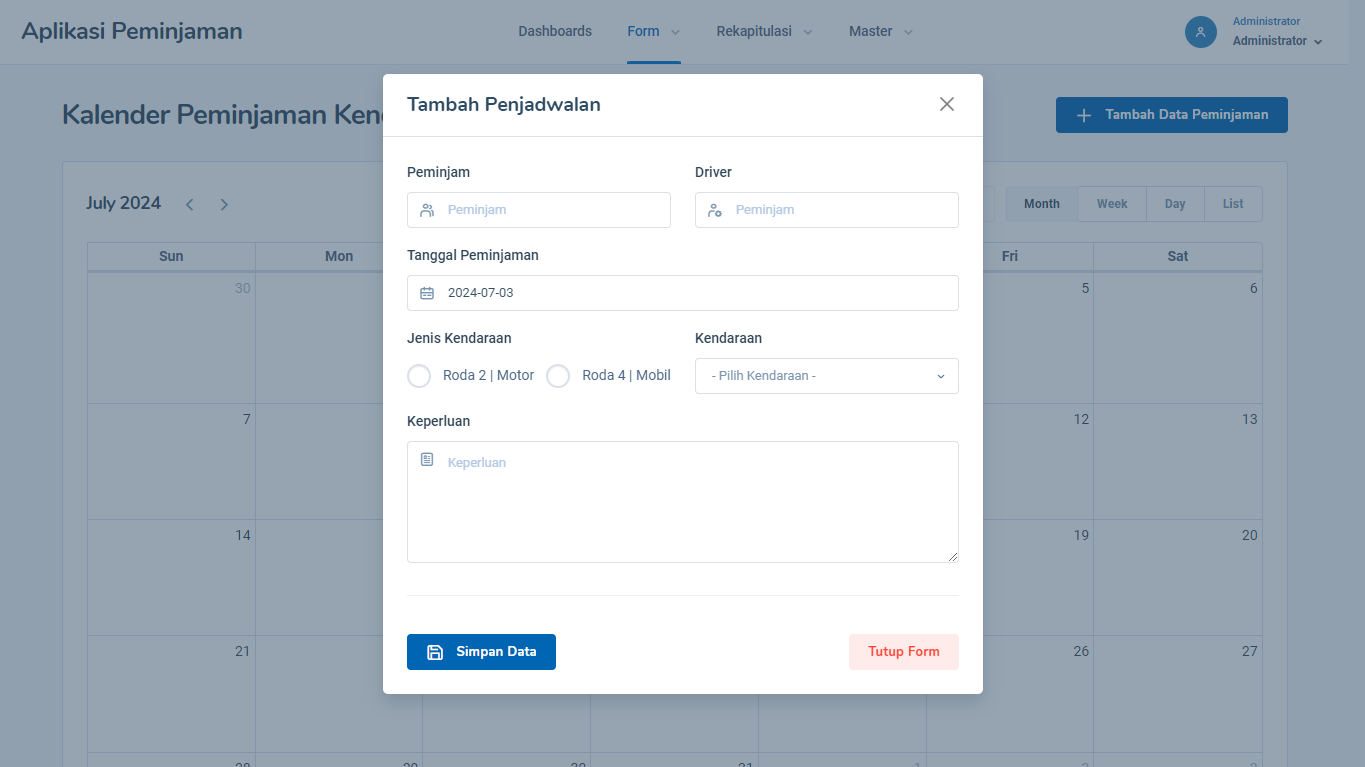 Aplikasi Peminjaman
Dashboards
Form
Rekapitulasi
Master
Administrator
Administrator
Kalender Peminjaman Ken
Tambah Data Peminjaman
July 2024
Month
Week
Day
List
Sun
Mon
Fri
Sat
30
5
6
7
12
13
14
19
20
21
26
27
28
29
30
31
1
2
3
Tambah Penjadwalan
Peminjam
Driver
Peminjam
Peminjam
Tanggal Peminjaman
2024-07-03
Jenis Kendaraan
Kendaraan
Roda 2 | Motor
Roda 4 | Mobil
- Pilih Kendaraan -
Keperluan
Keperluan
Simpan Data
Tutup Form